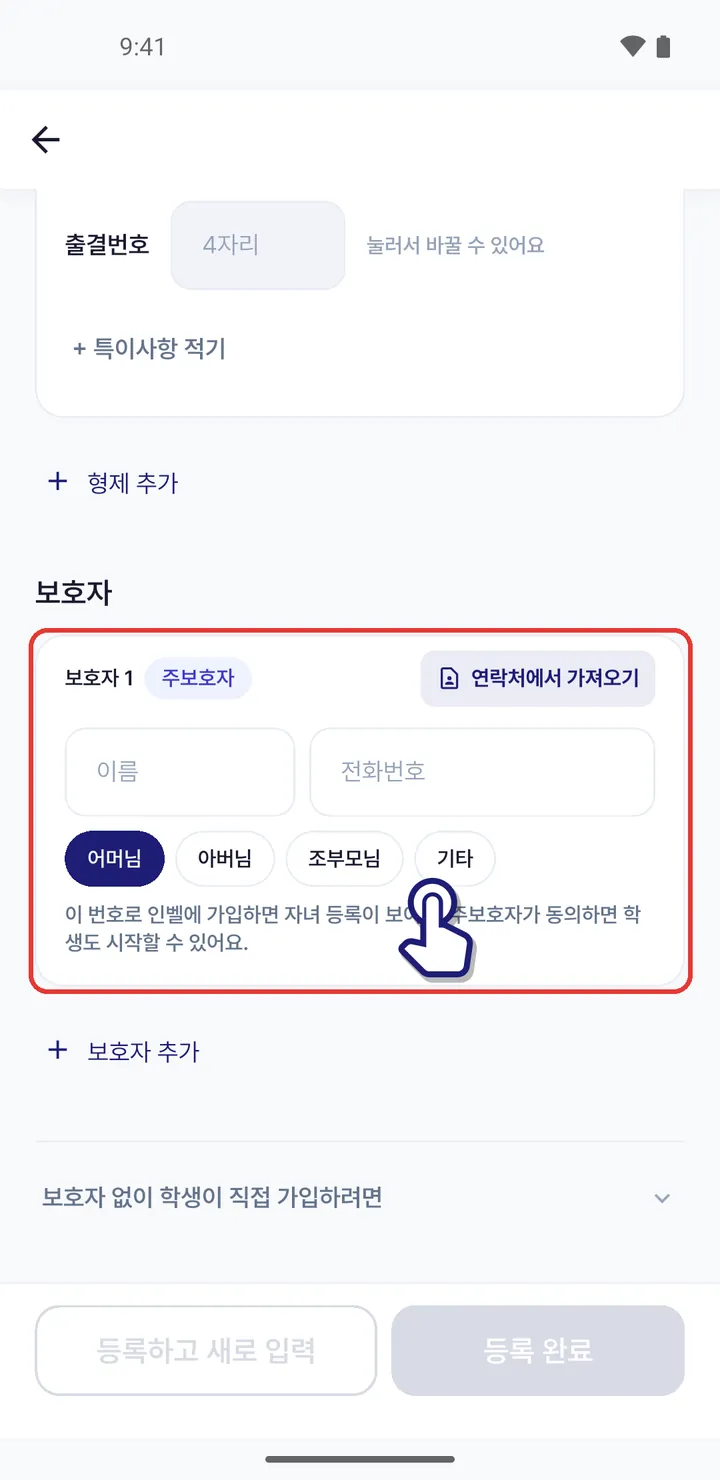 9:41
출결번호
4자리
눌러서 바꿀 수 있어요
+ 특이사항 적기
+ 형제 추가
보호자
보호자 1
주보호자
연락처에서 가져오기
이름
전화번호
어머님
아버님
조부모님
기타
이 번호로 인벨에 가입하면 자녀 등록이 주보호자가 동의하면 학
생도 시작할 수 있어요.
+ 보호자 추가
보호자 없이 학생이 직접 가입하려면
등록하고 새로 입력
등록 완료